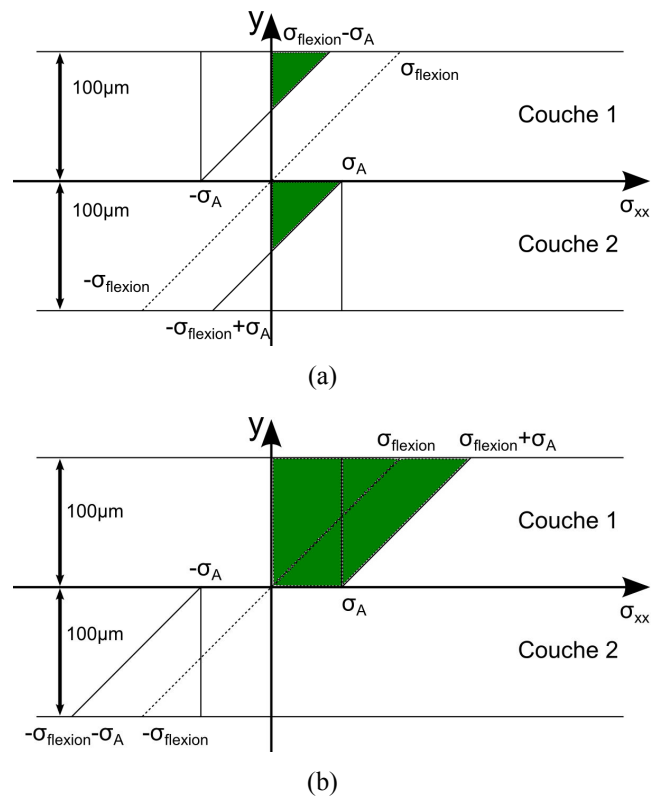 y
σflexion-σA
100μm
σflexion
Couche 1
-σA
σA
σxx
100μm
Couche 2
-σflexion
-σflexion+σA
(a)
y
σflexion
σflexion+σA
100μm
Couche 1
-σA
σA
σxx
100μm
Couche 2
-σflexion-σA
-σflexion
(b)